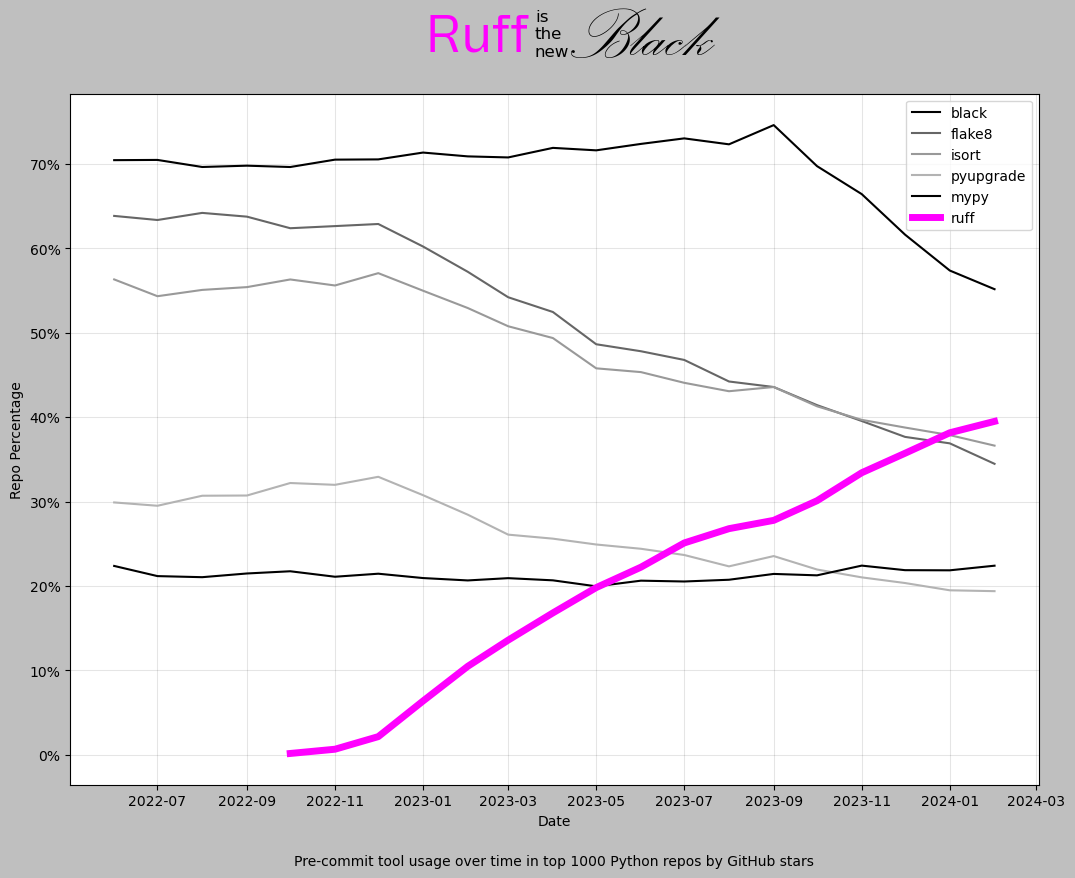 Ruff is the new Black
black
flake8
isort
pyupgrade
mypy
ruff
70%
60%
50%
40%
30%
20%
10%
0%
Repo Percentage
2022-07 2022-09 2022-11 2023-01 2023-03 2023-05 2023-07 2023-09 2023-11 2024-01 2024-03
Date
Pre-commit tool usage over time in top 1000 Python repos by GitHub stars